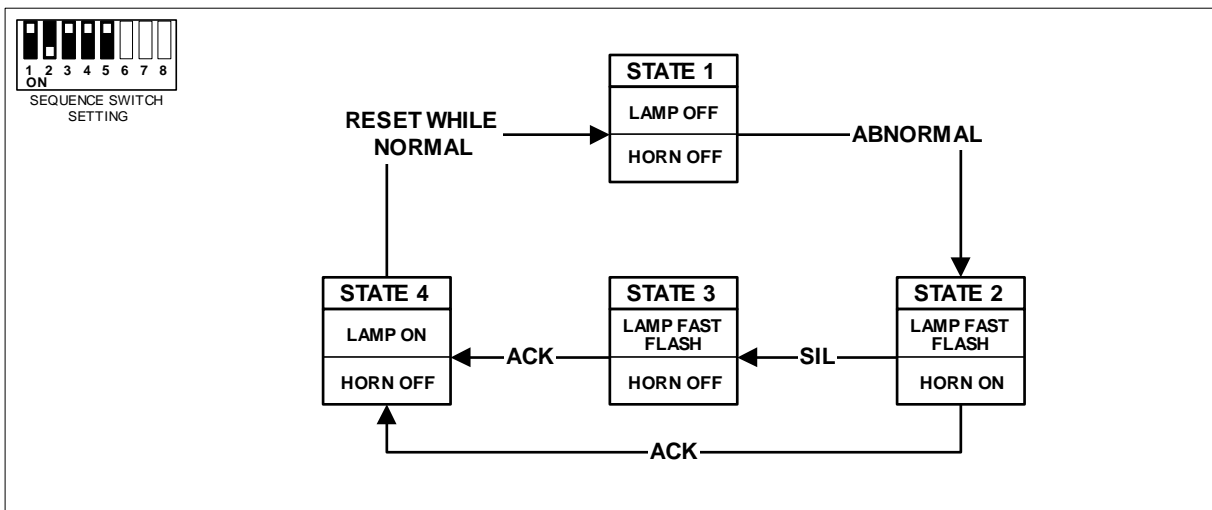 1 2 3 4 5 6 7 8
ON
SEQUENCE SWITCH
SETTING
STATE 1
LAMP OFF
HORN OFF
RESET WHILE
NORMAL
ABNORMAL
STATE 4
LAMP ON
HORN OFF
STATE 3
LAMP FAST
FLASH
HORN OFF
STATE 2
LAMP FAST
FLASH
HORN ON
ACK
SIL
ACK